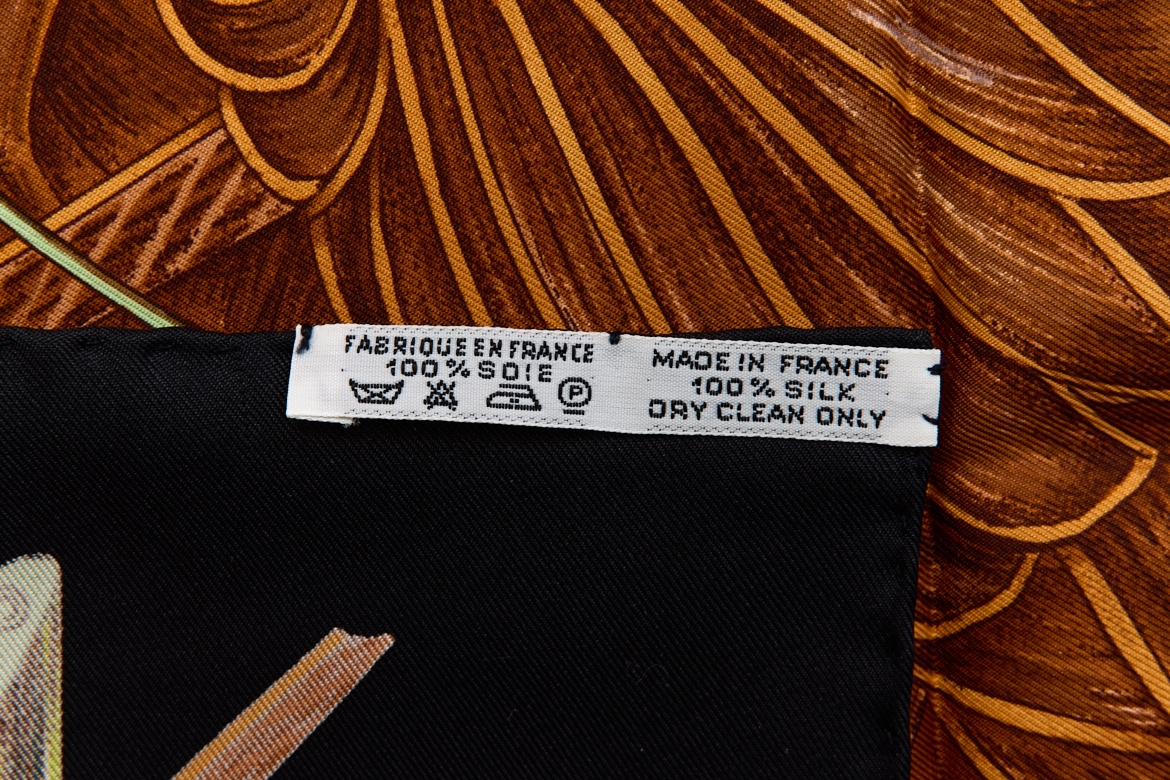 FABRIQUE EN FRANCE
100% SOIE
P
MADE IN FRANCE
100% SILK
DRY CLEAN ONLY